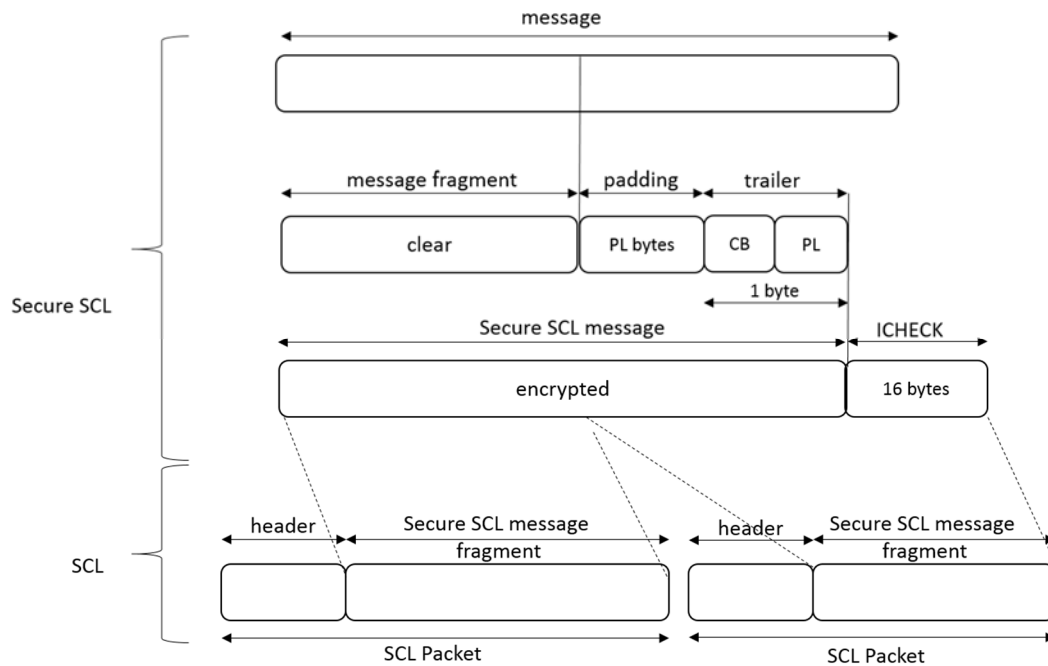 message
message fragment
padding
trailer
clear
PL bytes
CB
PL
1 byte
Secure SCL
Secure SCL message
ICHECK
encrypted
16 bytes
header
Secure SCL message
fragment
header
Secure SCL message
fragment
SCL
SCL Packet
SCL Packet